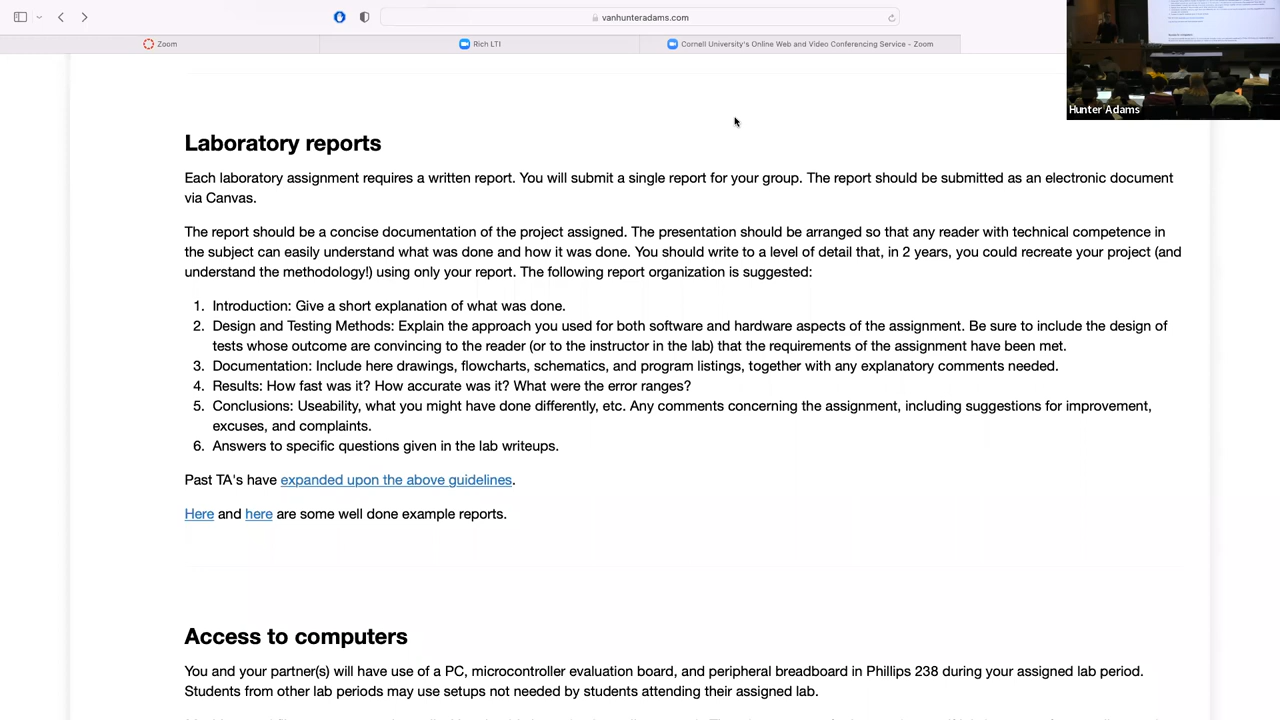 vanhunteradams.com
Zoom
Rich LTI
Cornell University's Online Web and Video Conferencing Service - Zoom
Hunter Adams
Laboratory reports
Each laboratory assignment requires a written report. You will submit a single report for your group. The report should be submitted as an electronic document
via Canvas.
The report should be a concise documentation of the project assigned. The presentation should be arranged so that any reader with technical competence in
the subject can easily understand what was done and how it was done. You should write to a level of detail that, in 2 years, you could recreate your project (and
understand the methodology!) using only your report. The following report organization is suggested:
1. Introduction: Give a short explanation of what was done.
2. Design and Testing Methods: Explain the approach you used for both software and hardware aspects of the assignment. Be sure to include the design of
tests whose outcome are convincing to the reader (or to the instructor in the lab) that the requirements of the assignment have been met.
3. Documentation: Include here drawings, flowcharts, schematics, and program listings, together with any explanatory comments needed.
4. Results: How fast was it? How accurate was it? What were the error ranges?
5. Conclusions: Useability, what you might have done differently, etc. Any comments concerning the assignment, including suggestions for improvement,
excuses, and complaints.
6. Answers to specific questions given in the lab writeups.
Past TA's have expanded upon the above guidelines.
Here and here are some well done example reports.
Access to computers
You and your partner(s) will have use of a PC, microcontroller evaluation board, and peripheral breadboard in Phillips 238 during your assigned lab period.
Students from other lab periods may use setups not needed by students attending their assigned lab.